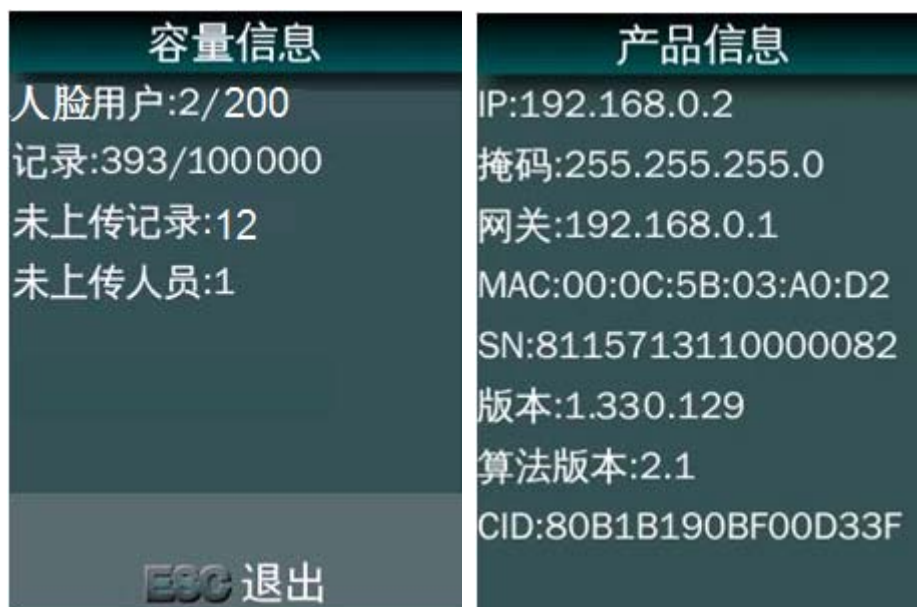 容量信息
人脸用户:2/200
记录:393/100000
未上传记录:12
未上传人员:1
ESC 退出
产品信息
IP:192.168.0.2
掩码:255.255.255.0
网关:192.168.0.1
MAC:00:0C:5B:03:A0:D2
SN:8115713110000082
版本:1.330.129
算法版本:2.1
CID:80B1B190BF00D33F